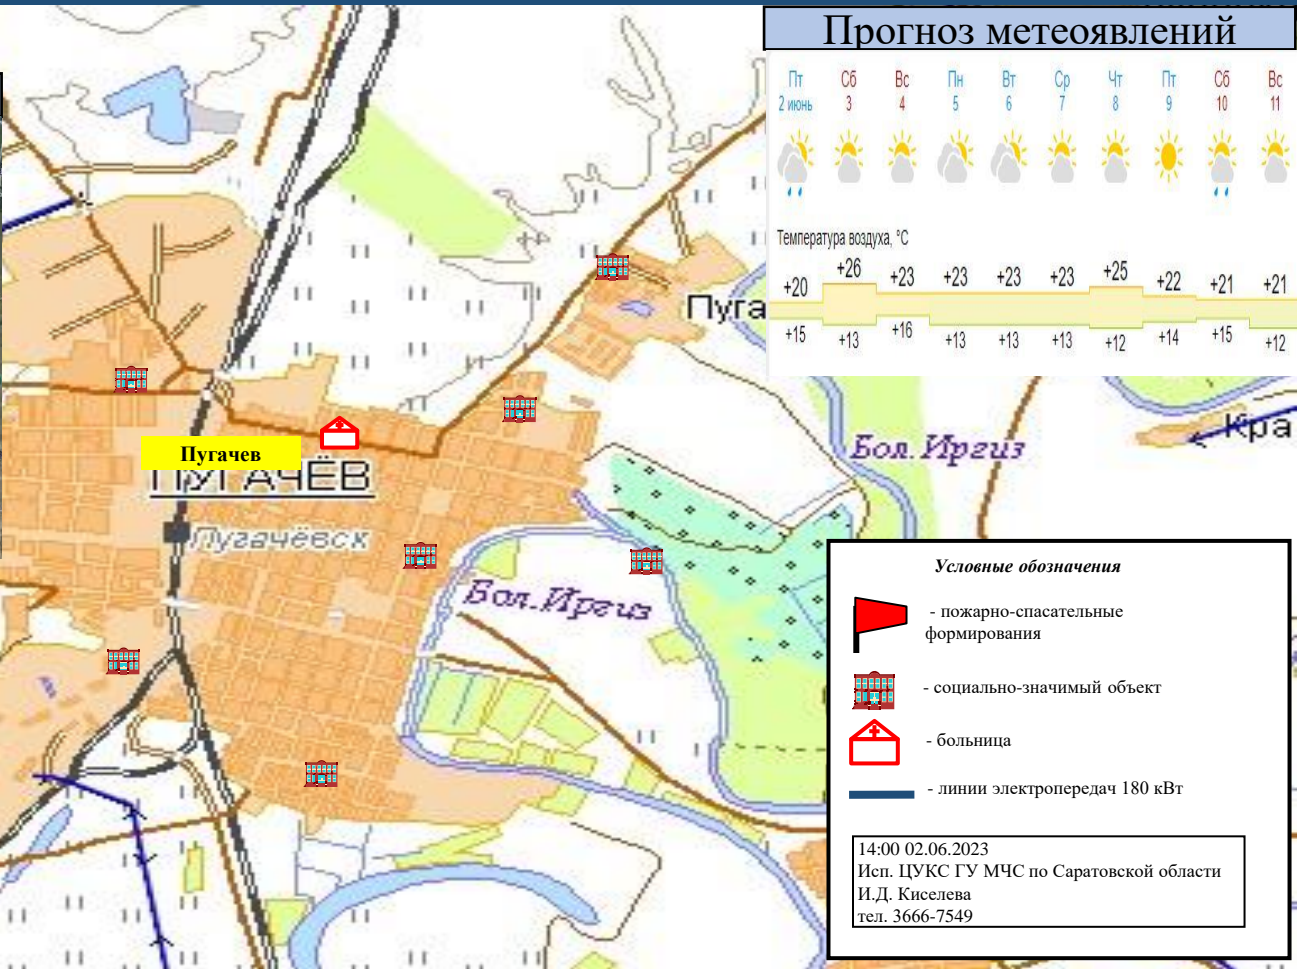 Прогноз метеоявлений
Пт Сб Вс Пн Вт Ср Чт Пт Сб Вс
2 июнь 3 4 5 6 7 8 9 10 11
Температура воздуха, °C
+20 +26 +23 +23 +23 +23 +25 +22 +21 +21
+15 +13 +16 +13 +13 +13 +12 +14 +15 +12
Пуга
Кра
Бол. Иргиз
Пугачев
ПУГАЧЁВ
Пугачёвск
Бол. Иргиз
Условные обозначения
- пожарно-спасательные
формирования
- социально-значимый объект
- больница
- линии электропередач 180 кВт
14:00 02.06.2023
Исп. ЦУКС ГУ МЧС по Саратовской области
И.Д. Киселева
тел. 3666-7549